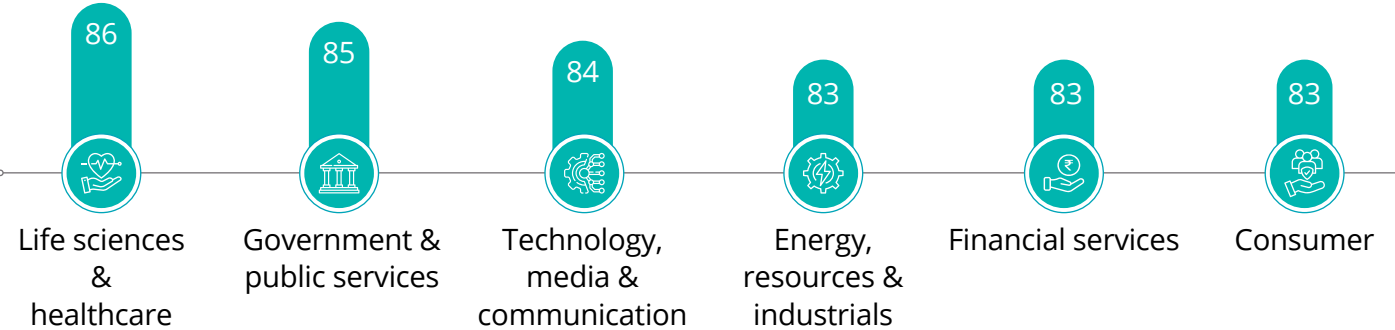 86
85
84
83
83
83
₹
Life sciences
&
healthcare
Government &
public services
Technology,
media &
communication
Energy,
resources &
industrials
Financial services
Consumer